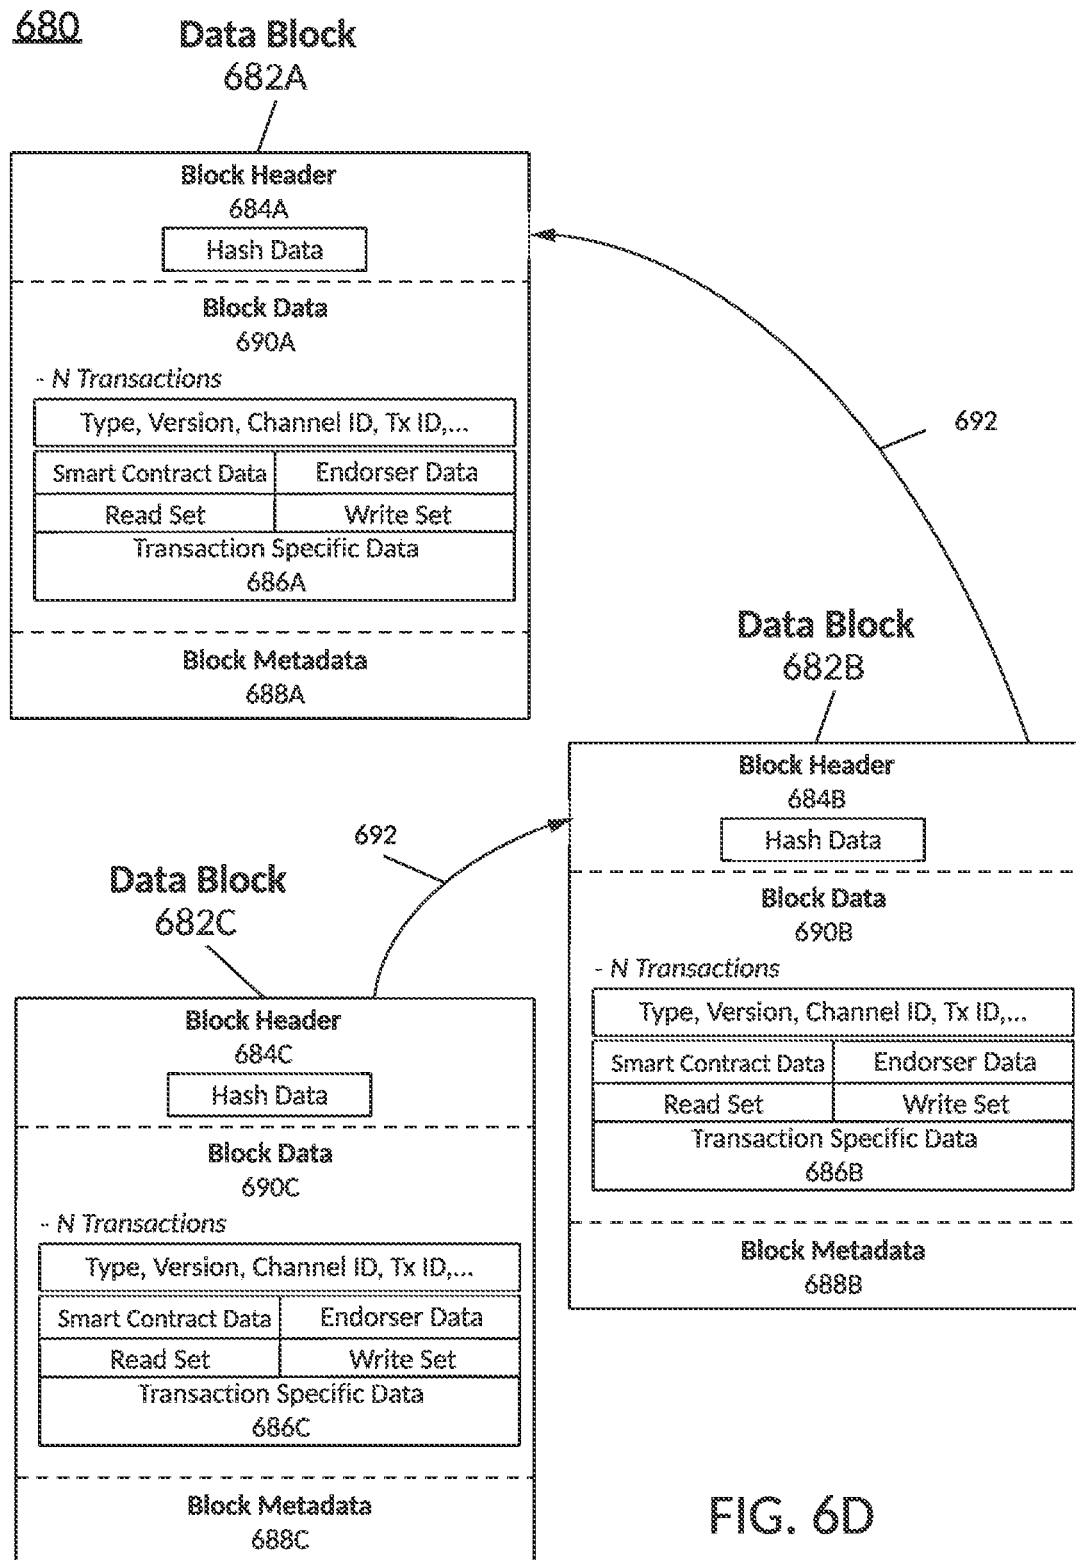 680
Data Block
682A
Block Header
684A
Hash Data
Block Data
690A
- N Transactions
Type, Version, Channel ID, Tx ID,...
Smart Contract Data Endorser Data
Read Set Write Set
Transaction Specific Data
686A
Block Metadata
688A
692
Data Block
682B
Block Header
684B
Hash Data
Block Data
690B
- N Transactions
Type, Version, Channel ID, Tx ID,...
Smart Contract Data Endorser Data
Read Set Write Set
Transaction Specific Data
686B
Block Metadata
688B
692
Data Block
682C
Block Header
684C
Hash Data
Block Data
690C
- N Transactions
Type, Version, Channel ID, Tx ID,...
Smart Contract Data Endorser Data
Read Set Write Set
Transaction Specific Data
686C
Block Metadata
688C
FIG. 6D